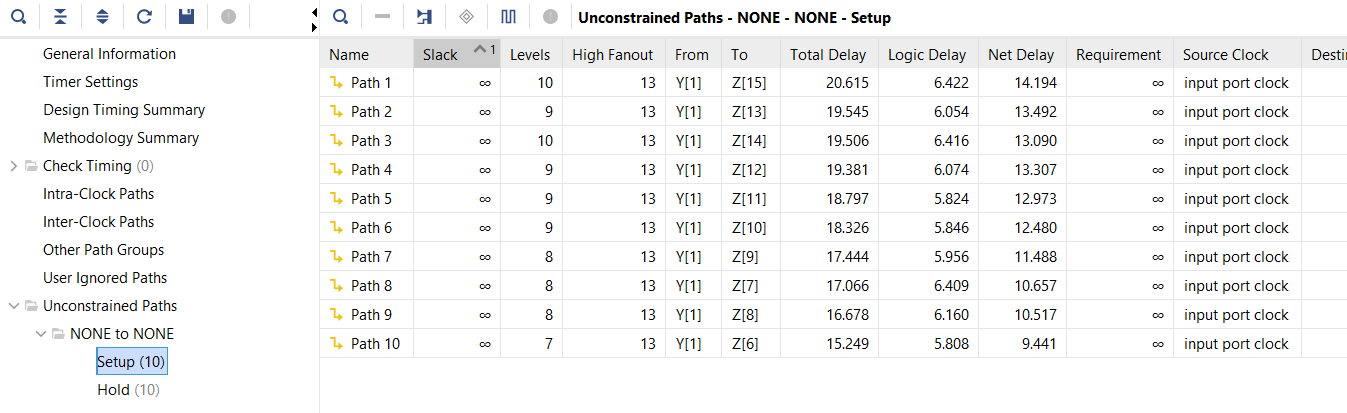 Unconstrained Paths - NONE - NONE - Setup
General Information
Timer Settings
Design Timing Summary
Methodology Summary
Check Timing (0)
Intra-Clock Paths
Inter-Clock Paths
Other Path Groups
User Ignored Paths
Unconstrained Paths
NONE to NONE
Setup (10)
Hold (10)
Name Slack 1 Levels High Fanout From To Total Delay Logic Delay Net Delay Requirement Source Clock Destin
Path 1 ∞ 10 13 Y[1] Z[15] 20.615 6.422 14.194 ∞ input port clock
Path 2 ∞ 9 13 Y[1] Z[13] 19.545 6.054 13.492 ∞ input port clock
Path 3 ∞ 10 13 Y[1] Z[14] 19.506 6.416 13.090 ∞ input port clock
Path 4 ∞ 9 13 Y[1] Z[12] 19.381 6.074 13.307 ∞ input port clock
Path 5 ∞ 9 13 Y[1] Z[11] 18.797 5.824 12.973 ∞ input port clock
Path 6 ∞ 9 13 Y[1] Z[10] 18.326 5.846 12.480 ∞ input port clock
Path 7 ∞ 8 13 Y[1] Z[9] 17.444 5.956 11.488 ∞ input port clock
Path 8 ∞ 8 13 Y[1] Z[7] 17.066 6.409 10.657 ∞ input port clock
Path 9 ∞ 8 13 Y[1] Z[8] 16.678 6.160 10.517 ∞ input port clock
Path 10 ∞ 7 13 Y[1] Z[6] 15.249 5.808 9.441 ∞ input port clock